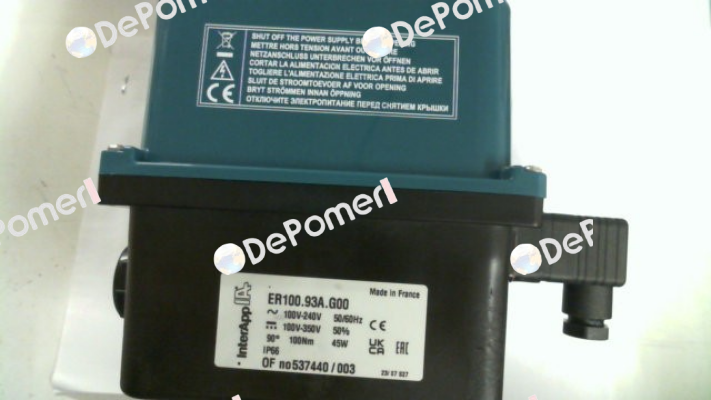 DePomer
DePomer
DePomer
SHUT OFF THE POWER SUPPLY
METTRE HORS TENSION AVANT
NETZANSCHLUSS UNTERBRECHEN VOR ÖFFNEN
CORTAR LA ALIMENTACION ELECTRICA ANTES DE ABRIR
TOGLIERE L'ALIMENTAZIONE ELETTRICA PRIMA DI APRIRE
SLUIT DE STROOMTOEVOER AF VOOR OPENING
BRYT STRÖMMEN INNAN ÖPPNING
ОТКЛЮЧИТЕ ЭЛЕКТРОПИТАНИЕ ПЕРЕД СНЯТИЕМ КРЫШКИ
CE
DePomer
DePomer
DePomer
InterApp IA
ER100.93A.G00
Made in France
100V-240V 50/60Hz
100V-350V 50% CE
90° 100Nm 45W UK CA EAC
IP66
OF no537440/003